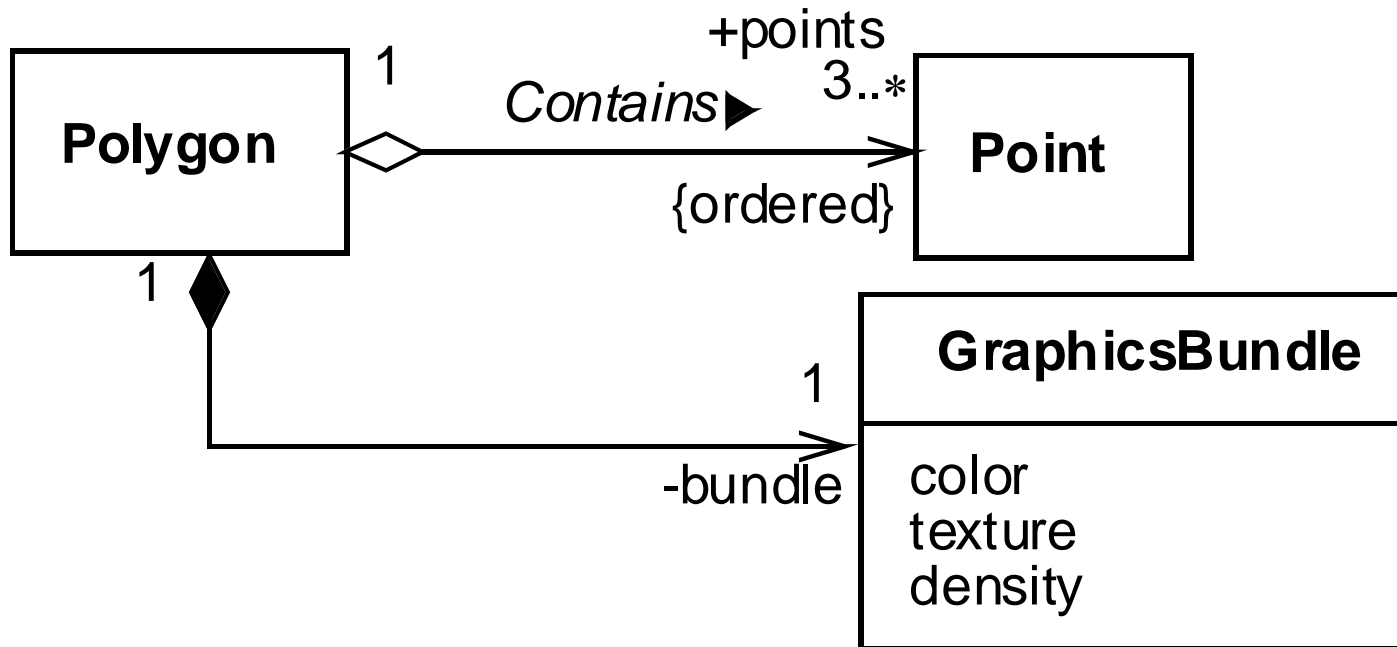 +points
1
3..*
Contains
Polygon
Point
{ordered}
1
GraphicsBundle
1
-bundle
color
texture
density